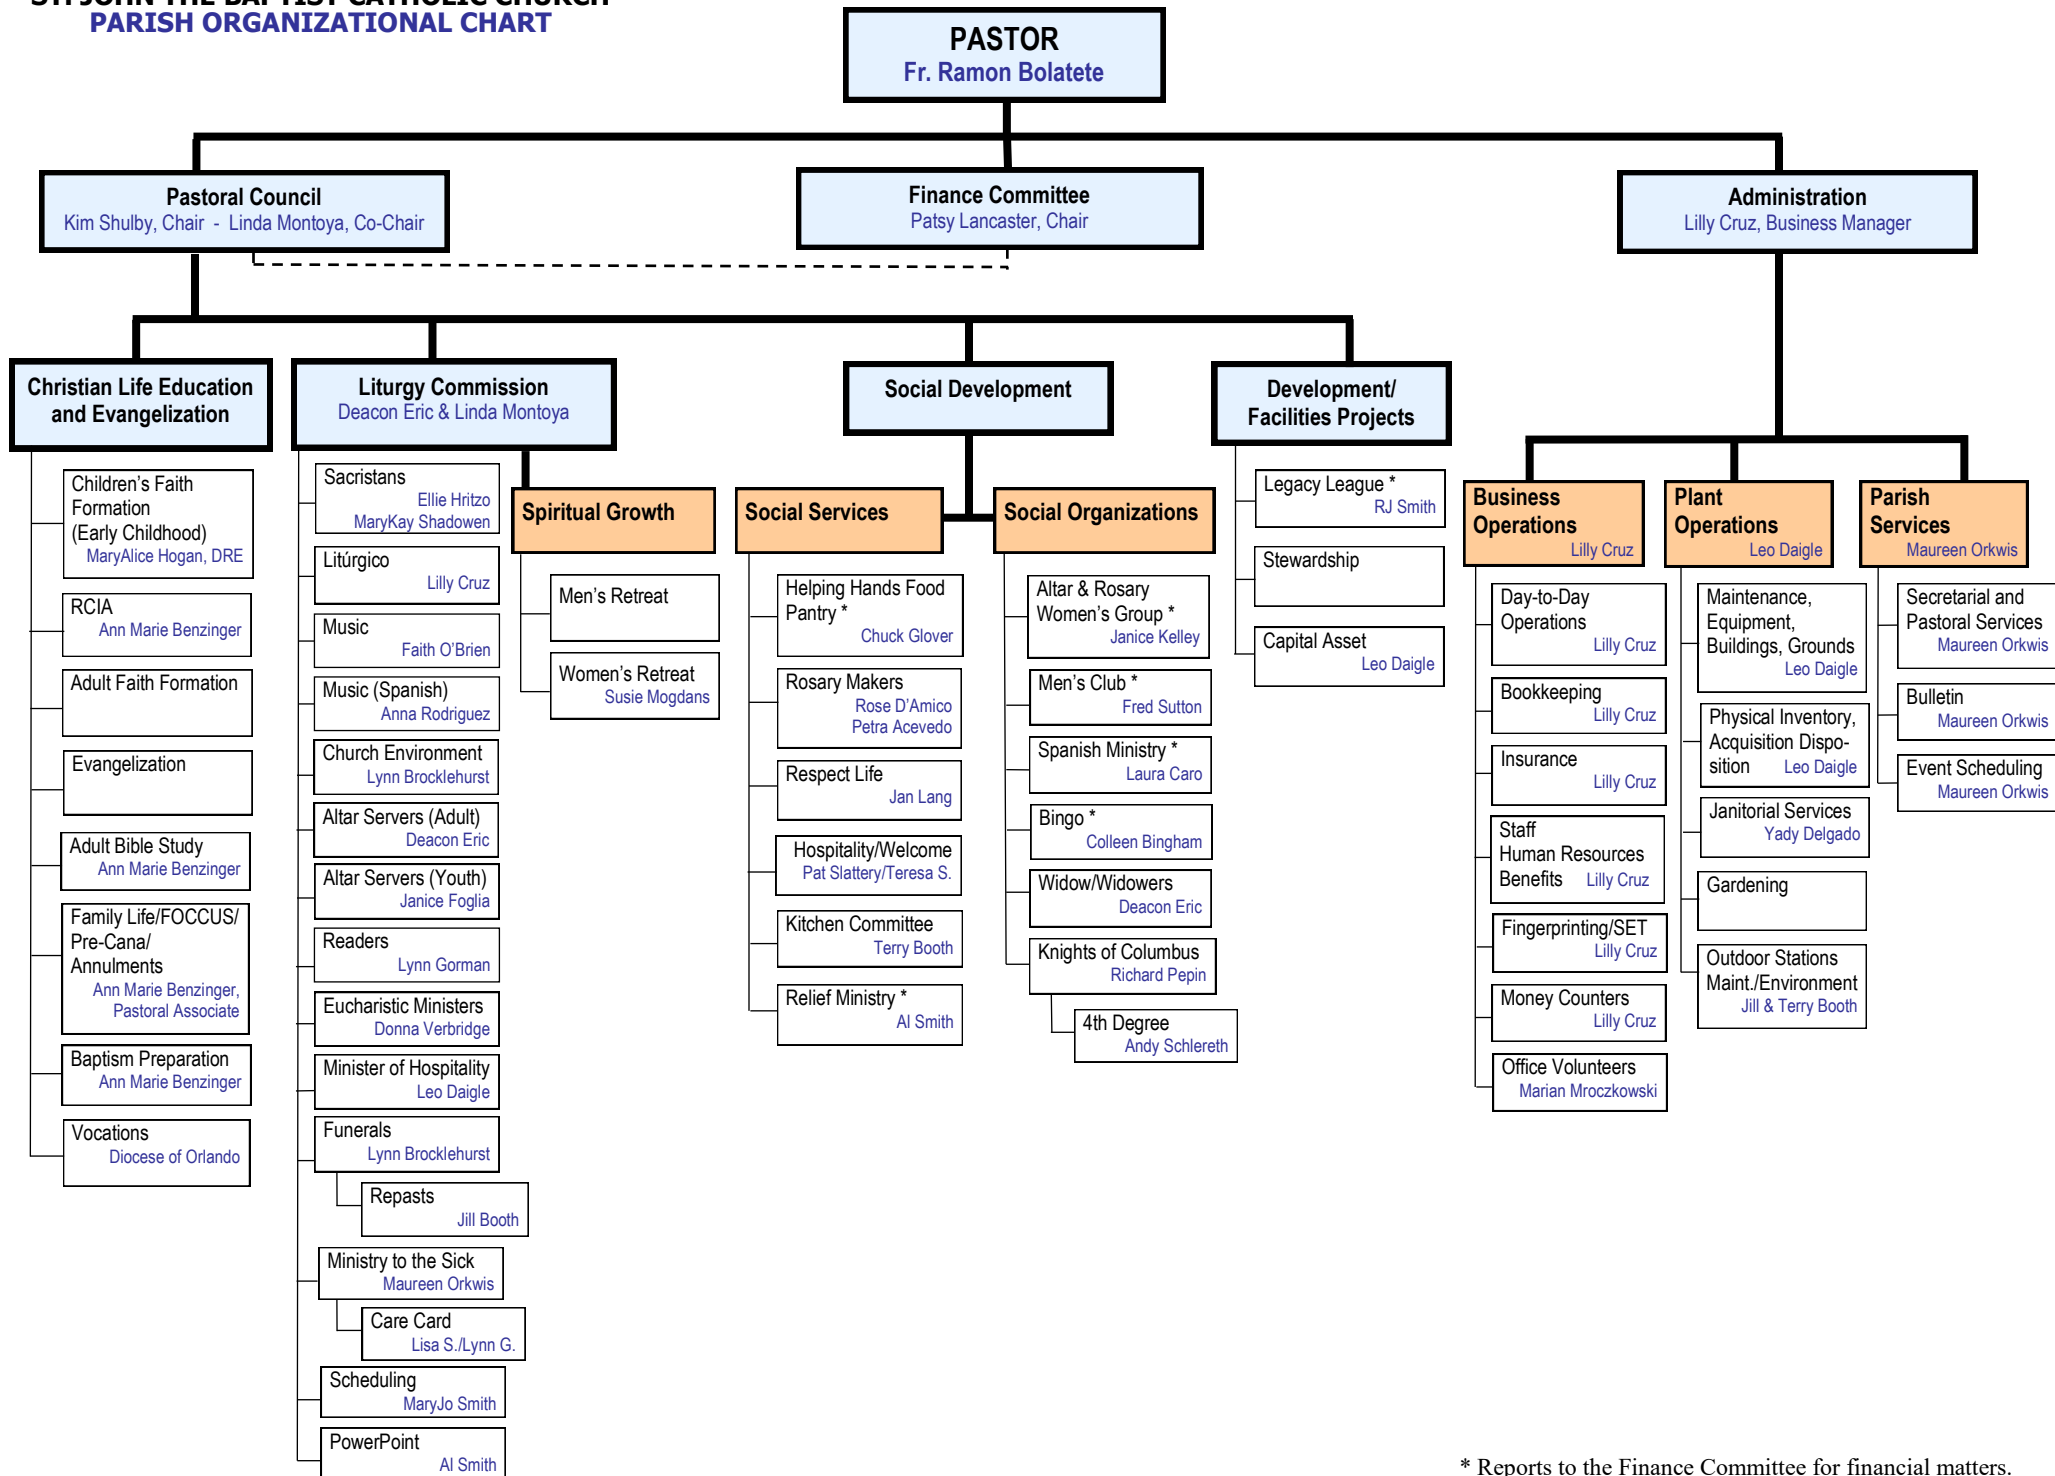 ST. JOHN THE BAPTIST CATHOLIC CHURCH
PARISH ORGANIZATIONAL CHART
PASTOR
Fr. Ramon Bolatete
Pastoral Council
Kim Shulby, Chair - Linda Montoya, Co-Chair
Finance Committee
Patsy Lancaster, Chair
Administration
Lilly Cruz, Business Manager
Christian Life Education
and Evangelization
Children's Faith
Formation
(Early Childhood)
MaryAlice Hogan, DRE
RCIA
Ann Marie Benzinger
Adult Faith Formation
Evangelization
Adult Bible Study
Ann Marie Benzinger
Family Life/FOCCUS/
Pre-Cana/
Annulments
Ann Marie Benzinger,
Pastoral Associate
Baptism Preparation
Ann Marie Benzinger
Vocations
Diocese of Orlando
Liturgy Commission
Deacon Eric & Linda Montoya
Sacristans
Ellie Hritzo
MaryKay Shadowen
Litúrgico
Lilly Cruz
Music
Faith O'Brien
Music (Spanish)
Anna Rodriguez
Church Environment
Lynn Brocklehurst
Altar Servers (Adult)
Deacon Eric
Altar Servers (Youth)
Janice Foglia
Readers
Lynn Gorman
Eucharistic Ministers
Donna Verbridge
Minister of Hospitality
Leo Daigle
Funerals
Lynn Brocklehurst
Repasts
Jill Booth
Ministry to the Sick
Maureen Orkwis
Care Card
Lisa S./Lynn G.
Scheduling
MaryJo Smith
PowerPoint
Al Smith
Spiritual Growth
Men's Retreat
Women's Retreat
Susie Mogdans
Social Development
Social Services
Helping Hands Food
Pantry *
Chuck Glover
Rosary Makers
Rose D'Amico
Petra Acevedo
Respect Life
Jan Lang
Hospitality/Welcome
Pat Slattery/Teresa S.
Kitchen Committee
Terry Booth
Relief Ministry *
Al Smith
Social Organizations
Altar & Rosary
Women's Group *
Janice Kelley
Men's Club *
Fred Sutton
Spanish Ministry *
Laura Caro
Bingo *
Colleen Bingham
Widow/Widowers
Deacon Eric
Knights of Columbus
Richard Pepin
4th Degree
Andy Schlereth
Development/
Facilities Projects
Legacy League *
RJ Smith
Stewardship
Capital Asset
Leo Daigle
Business
Operations
Lilly Cruz
Day-to-Day
Operations
Lilly Cruz
Bookkeeping
Lilly Cruz
Insurance
Lilly Cruz
Staff
Human Resources
Benefits Lilly Cruz
Fingerprinting/SET
Lilly Cruz
Money Counters
Lilly Cruz
Office Volunteers
Marian Mroczkowski
Plant
Operations
Leo Daigle
Maintenance,
Equipment,
Buildings, Grounds
Leo Daigle
Physical Inventory,
Acquisition Dispo-
sition Leo Daigle
Janitorial Services
Yady Delgado
Gardening
Outdoor Stations
Maint./Environment
Jill & Terry Booth
Parish
Services
Maureen Orkwis
Secretarial and
Pastoral Services
Maureen Orkwis
Bulletin
Maureen Orkwis
Event Scheduling
Maureen Orkwis
* Reports to the Finance Committee for financial matters.